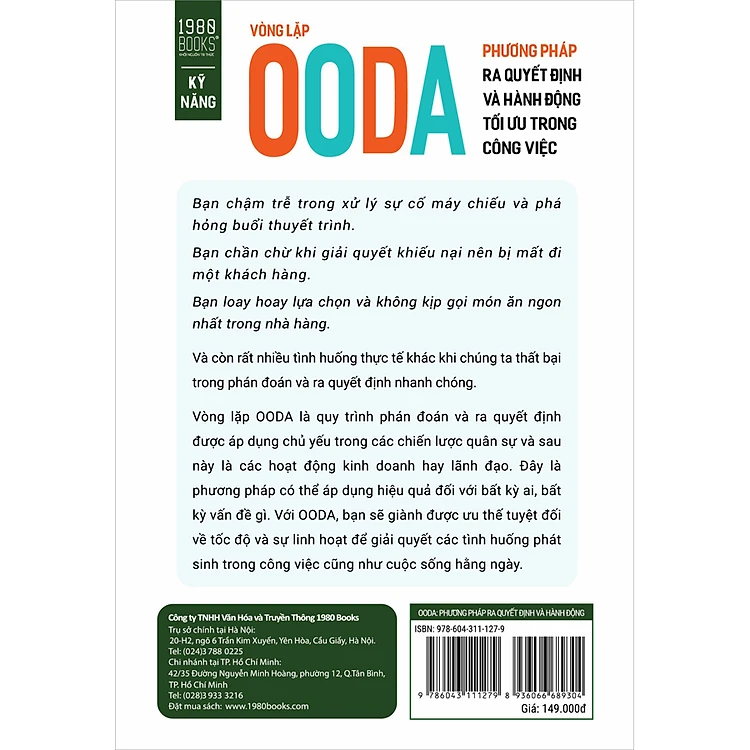 1980
BOOKS®
KHƠI NGUỒN TRI THỨC
KỸ
NĂNG
VÒNG LẶP
OODA
PHƯƠNG PHÁP
RA QUYẾT ĐỊNH
VÀ HÀNH ĐỘNG
TỐI ƯU TRONG
CÔNG VIỆC
Bạn chậm trễ trong xử lý sự cố máy chiếu và phá
hỏng buổi thuyết trình.
Bạn chần chừ khi giải quyết khiếu nại nên bị mất đi
một khách hàng.
Bạn loay hoay lựa chọn và không kịp gọi món ăn ngon
nhất trong nhà hàng.
Và còn rất nhiều tình huống thực tế khác khi chúng ta thất bại
trong phán đoán và ra quyết định nhanh chóng.
Vòng lặp OODA là quy trình phán đoán và ra quyết định
được áp dụng chủ yếu trong các chiến lược quân sự và sau
này là các hoạt động kinh doanh hay lãnh đạo. Đây là
phương pháp có thể áp dụng hiệu quả đối với bất kỳ ai, bất
kỳ vấn đề gì. Với OODA, bạn sẽ giành được ưu thế tuyệt đối
về tốc độ và sự linh hoạt để giải quyết các tình huống phát
sinh trong công việc cũng như cuộc sống hằng ngày.
Công ty TNHH Văn Hóa và Truyền Thông 1980 Books
Trụ sở chính tại Hà Nội:
20-H2, ngõ 6 Trần Kim Xuyến, Yên Hòa, Cầu Giấy, Hà Nội.
Tel: (024)3 788 0225
Chi nhánh tại TP. Hồ Chí Minh:
42/35 Đường Nguyễn Minh Hoàng, phường 12, Q.Tân Bình,
TP. Hồ Chí Minh
Tel: (028)3 933 3216
Đặt mua sách: www.1980books.com
OODA: PHƯƠNG PHÁP RA QUYẾT ĐỊNH VÀ HÀNH ĐỘNG
ISBN: 978-604-311-127-9
9 786043 111279 8 936066 689304
Giá: 149.000đ